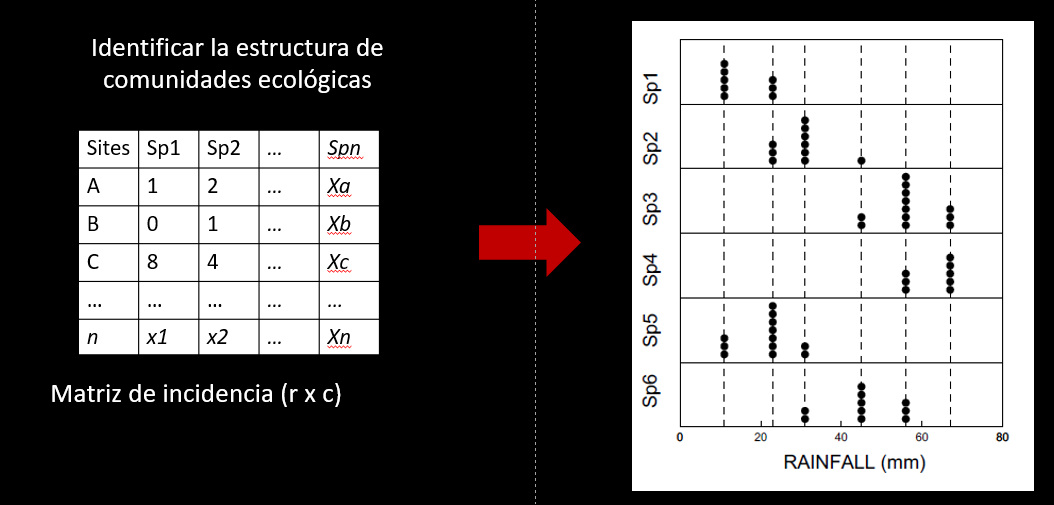 Identificar la estructura de
comunidades ecológicas
Sites Sp1 Sp2 ... Spn
A 1 2 ... Xa
B 0 1 ... Xb
C 8 4 ... Xc
... ... ... ... ...
n x1 x2 ... Xn
Matriz de incidencia (r x c)
Sp1
Sp2
Sp3
Sp4
Sp5
Sp6
0 20 40 60 80
RAINFALL (mm)